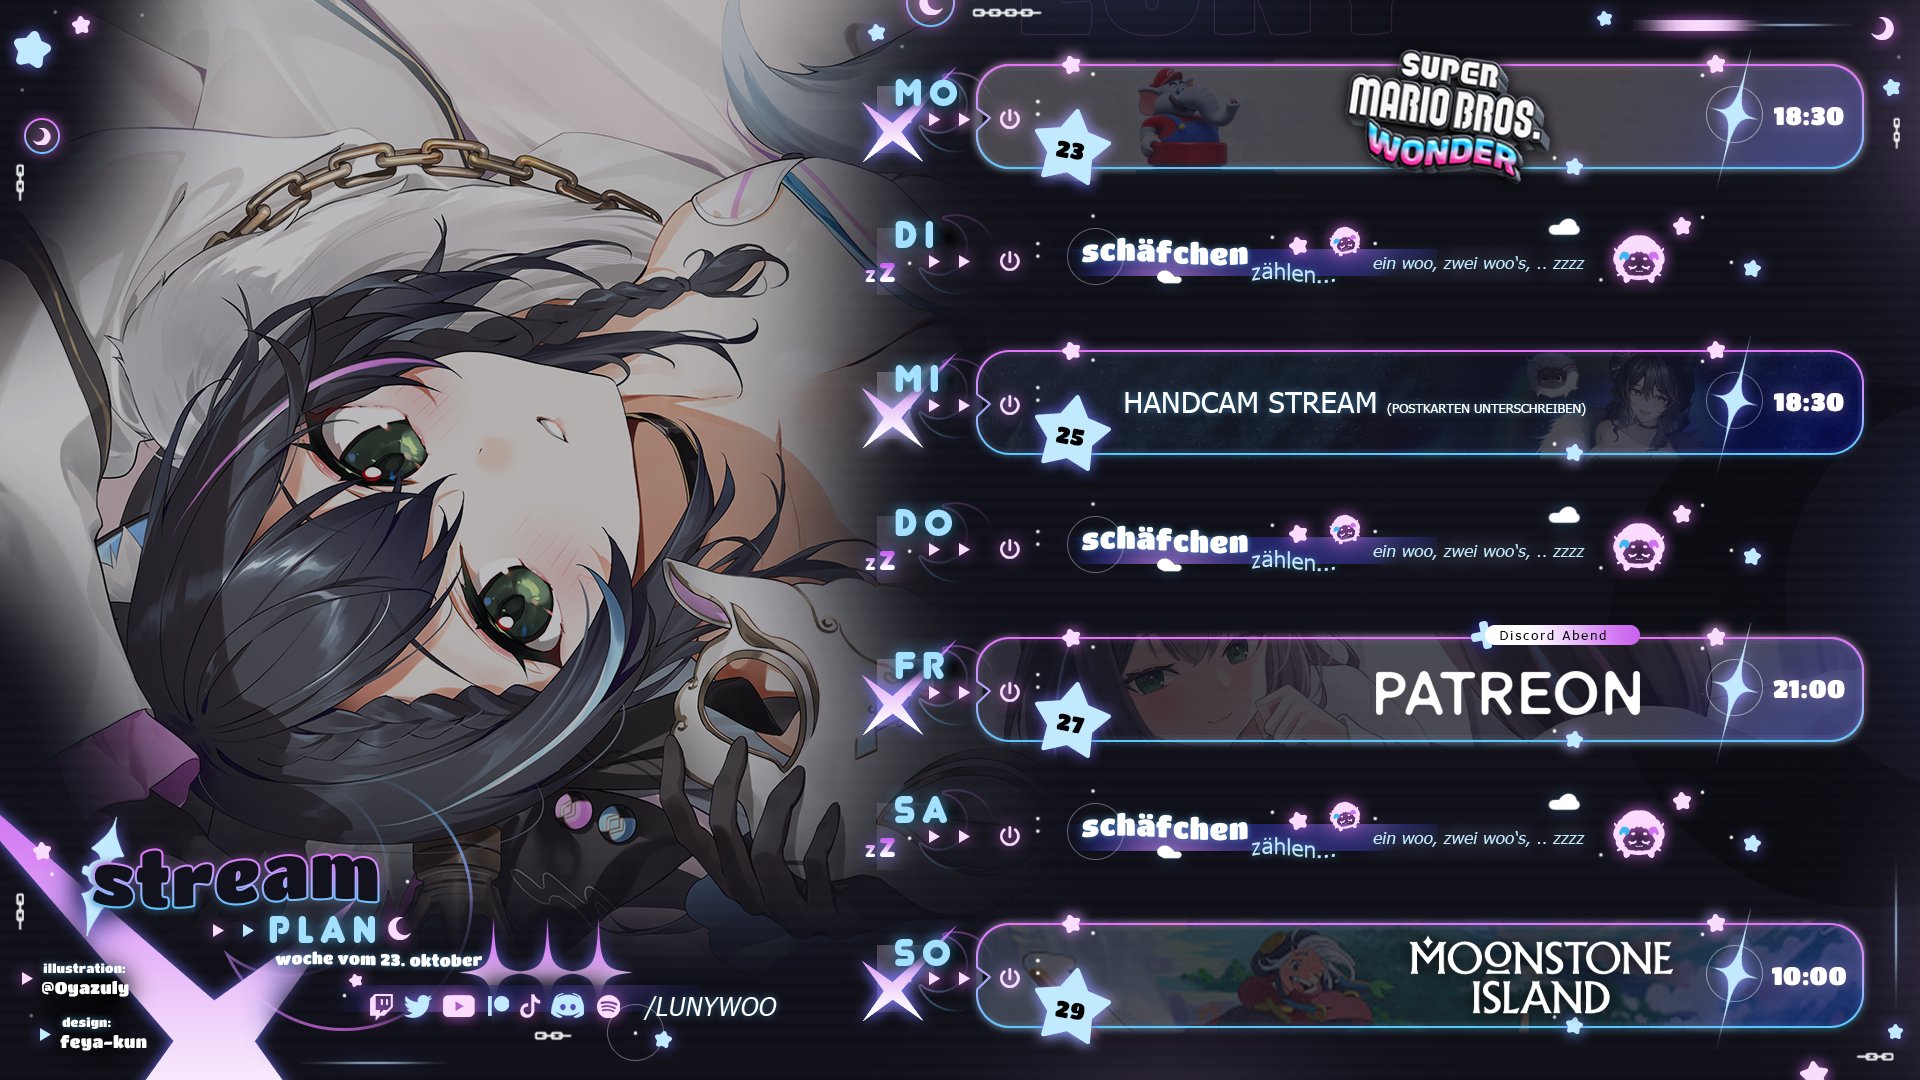 LUNY
MO
23
SUPER
MARIO BROS.
WONDER
18:30
DI
zZ
schäfchen
zählen...
ein woo, zwei woo's, .. zzzz
MI
25
HANDCAM STREAM (POSTKARTEN UNTERSCHREIBEN)
18:30
DO
zZ
schäfchen
zählen...
ein woo, zwei woo's, .. zzzz
FR
27
Discord Abend
PATREON
21:00
SA
zZ
schäfchen
zählen...
ein woo, zwei woo's, .. zzzz
SO
29
MOONSTONE
ISLAND
10:00
stream
PLAN
woche vom 23. oktober
illustration:
@Oyazuly
design:
feya-kun
/LUNYWOO